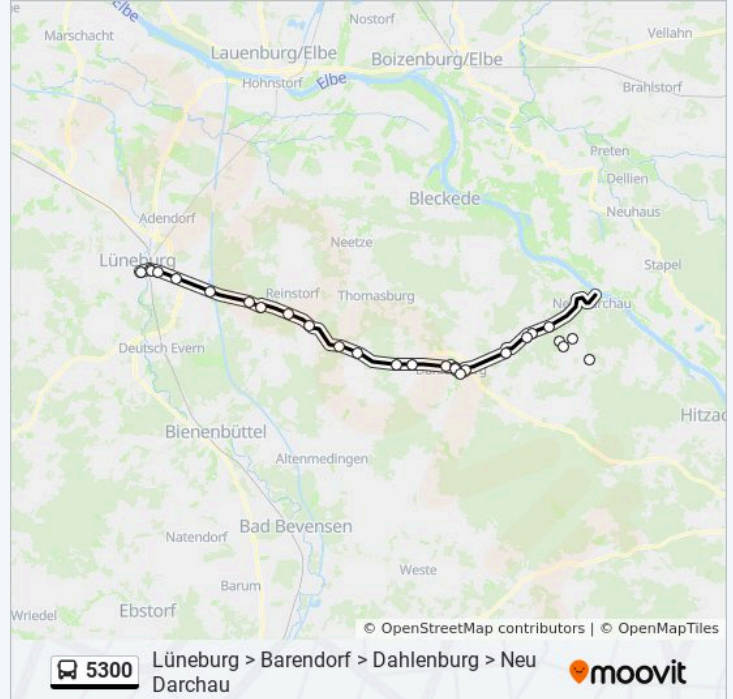 Elbe
Nostorf
Marschacht
Vellahn
Lauenburg/Elbe
Boizenburg/Elbe
Hohnstorf
Elbe
Brahlstorf
Preten
Dellien
Bleckede
Neuhaus
Adendorf
Neetze
Lüneburg
Stapel
Reinstorf
Thomasburg
Deutsch Evern
Hitzac
Bienenbüttel
Altenmedingen
Bad Bevensen
Natendorf
Weste
Barum
Wriedel
Ebstorf
© OpenStreetMap contributors | © OpenMapTiles
5300
Lüneburg > Barendorf > Dahlenburg > Neu
Darchau
moovit